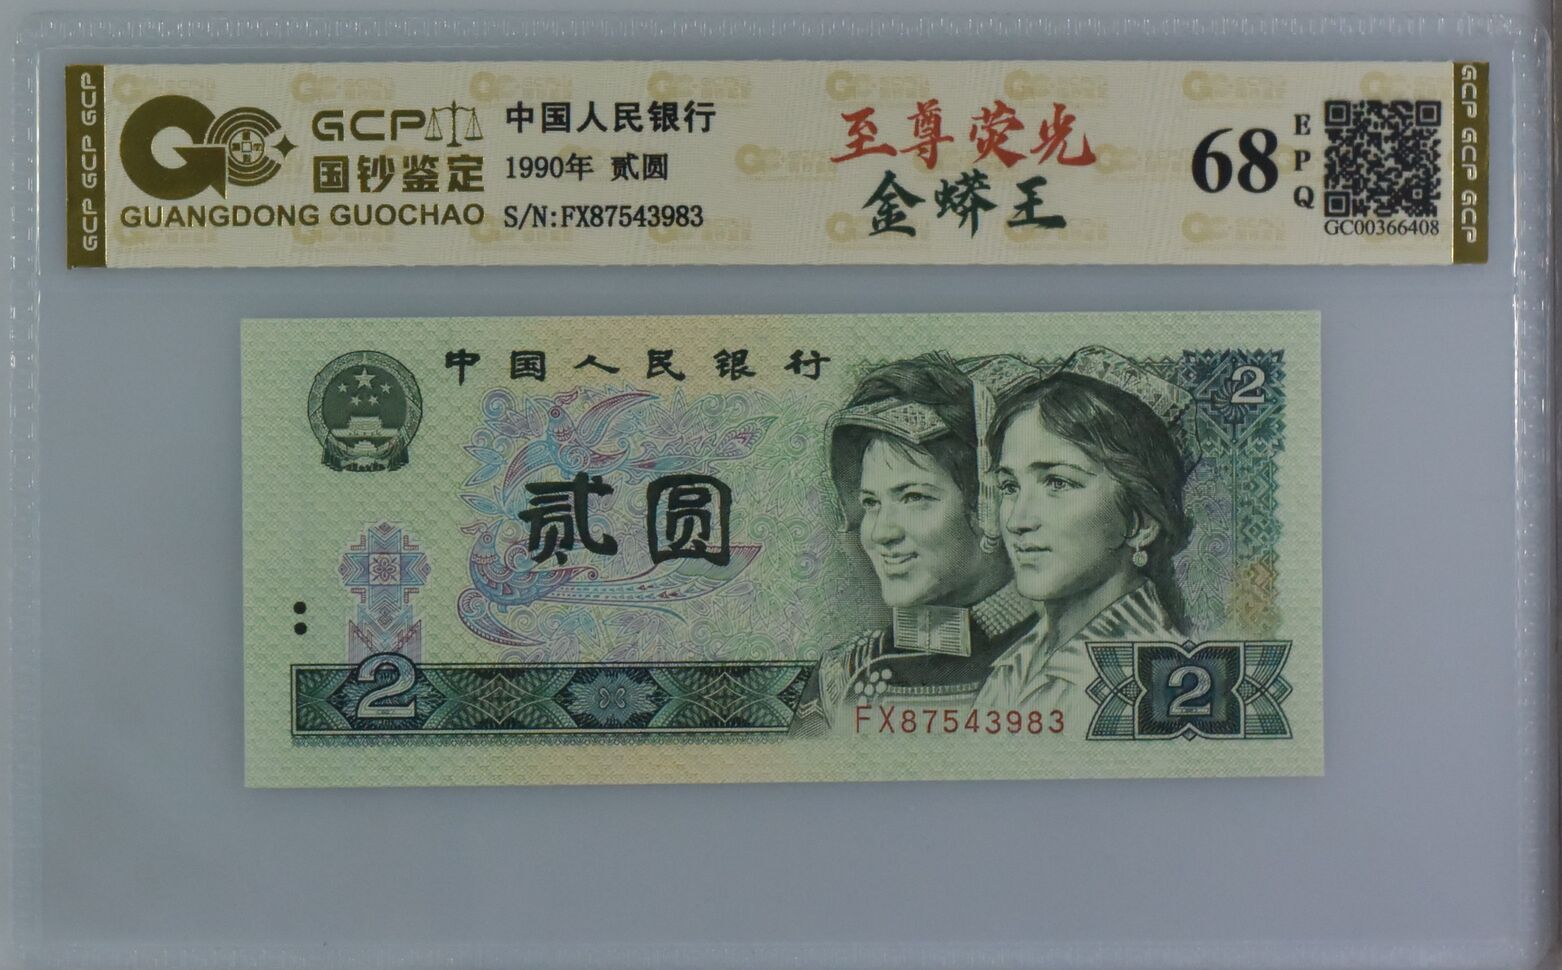 GCP GCP GCP
GCP
国钞鉴定
GUANGDONG GUOCHAO
中国人民银行
1990年 贰圆
S/N:FX87543983
至尊荧光
金蟒王
68
EPQ
GC00366408
GCP GCP GCP
中国人民银行
贰圆
2
2
FX87543983
2